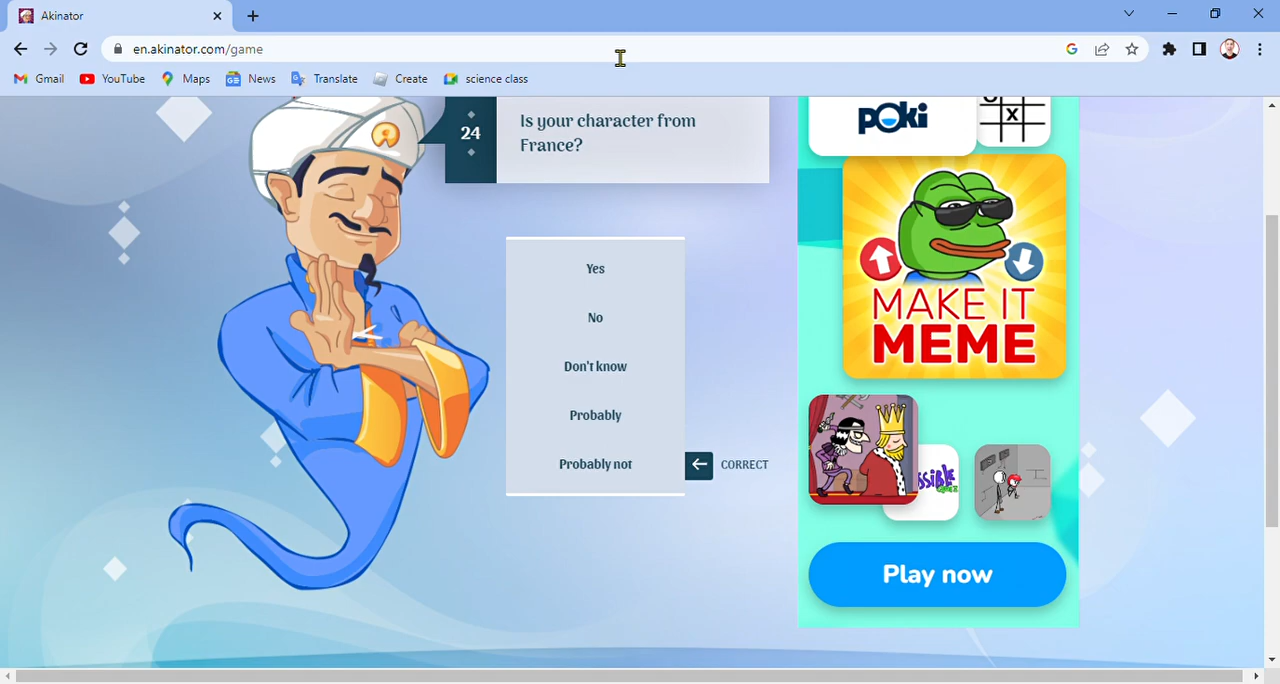 Akinator
en.akinator.com/game
Gmail YouTube Maps News Translate Create science class
24
Is your character from
France?
Yes
No
Don't know
Probably
Probably not
CORRECT
poki
X
MAKE IT
MEME
Play now